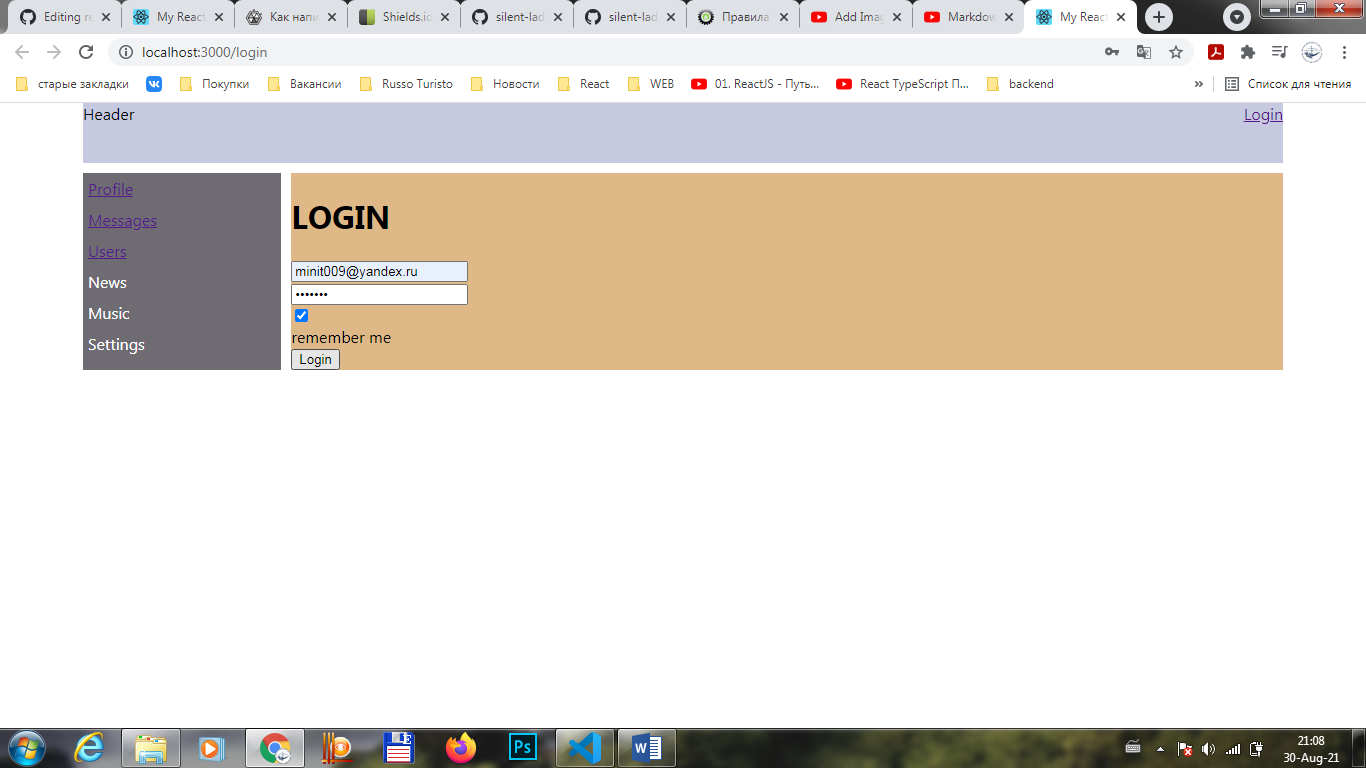 Editing re
My React
Как напи
Shields.io
silent-lad
silent-lad
Правила
Add Imag
Markdow
My React
localhost:3000/login
старые закладки
Покупки
Вакансии
Russo Turisto
Новости
React
WEB
01. ReactJS - Путь...
React TypeScript П...
backend
»
Список для чтения
Header
Login
Profile
Messages
Users
News
Music
Settings
LOGIN
minit009@yandex.ru
•••••••
remember me
Login
Ps
21:08
30-Aug-21